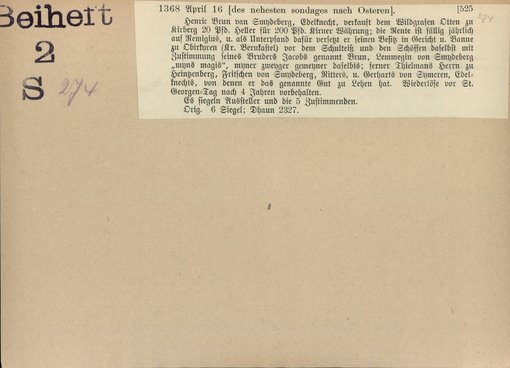 Beiheft
2
S 274
1368 April 16 [des nehesten sondages nach Osteren]. [525
274
Henric Brun van Smydeberg, Edelknecht, verkauft dem Wildgrafen Otten zu
Kirberg 20 Pfd. Heller für 200 Pfd. Kirner Währung; die Rente ist fällig jährlich
auf Remigius, u. als Unterpfand dafür versetzt er seinen Besitz in Gericht u. Banne
zu Obirkyren (Kr. Bernkastel) vor dem Schultheiß und den Schöffen daselbst mit
Zustimmung seines Bruders Jacobs genannt Brun, Lemmegin von Smydeberg
„myns magis“, mymer zweyger gemeyner daselbis; ferner Thielmans Herrn zu
Heintzenberg, Fritschen von Smydeberg, Ritters, u. Gerharts von Symeren, Edel-
knechts, von denen er das genannte Gut zu Lehen hat. Wiederlöse vor St.
Georgen-Tag nach 4 Jahren vorbehalten.
Es siegeln Aussteller und die 5 Zustimmenden.
Orig. 6 Siegel; Dhaun 2327.